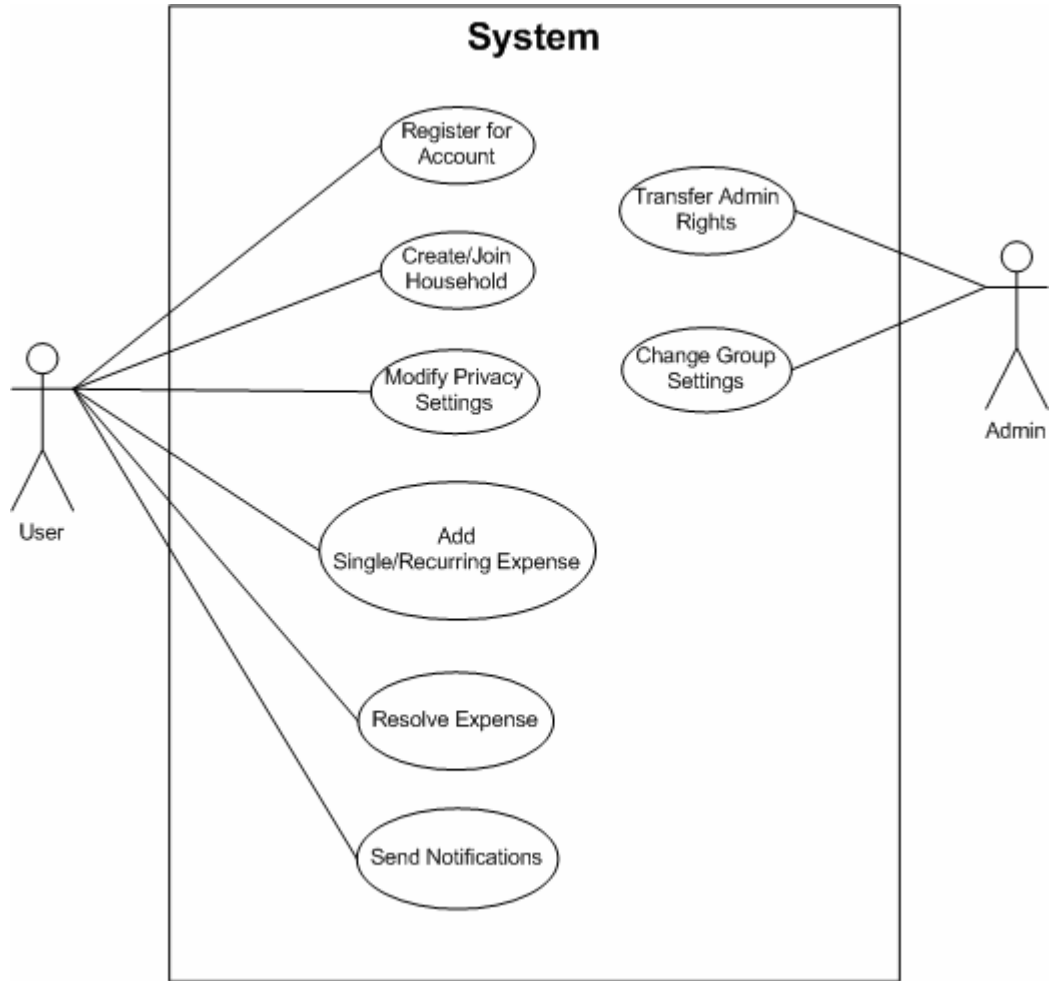 System
Register for
Account
Create/Join
Household
Modify Privacy
Settings
Add
Single/Recurring Expense
Resolve Expense
Send Notifications
Transfer Admin
Rights
Change Group
Settings
User
Admin